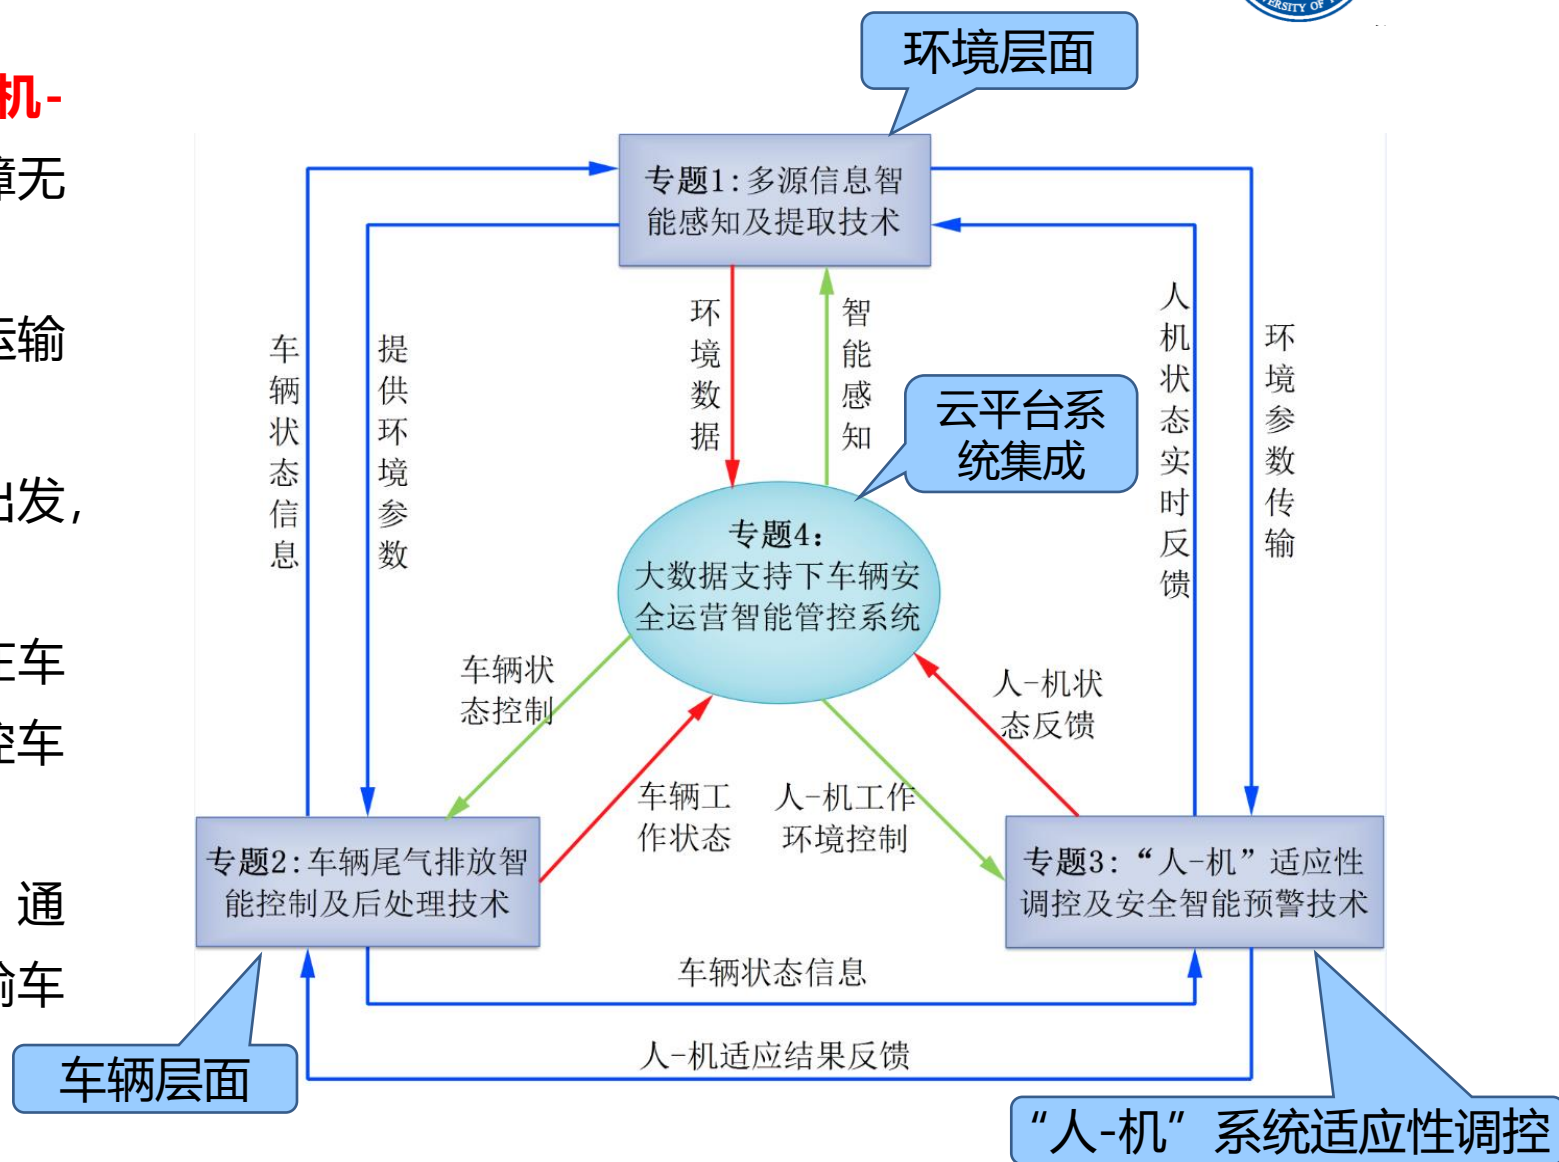 环境层面
机-
障无
运输
出发，
在车
控车
通
输车
专题1：多源信息智
能感知及提取技术
车辆状态信息
提供环境参数
环境数据
智能感知
人机状态实时反馈
环境参数传输
云平台系
统集成
专题4：
大数据支持下车辆安
全运营智能管控系统
车辆状
态控制
人-机状
态反馈
车辆工
作状态
人-机工作
环境控制
专题2：车辆尾气排放智
能控制及后处理技术
专题3：“人-机”适应性
调控及安全智能预警技术
车辆状态信息
人-机适应结果反馈
车辆层面
“人-机”系统适应性调控